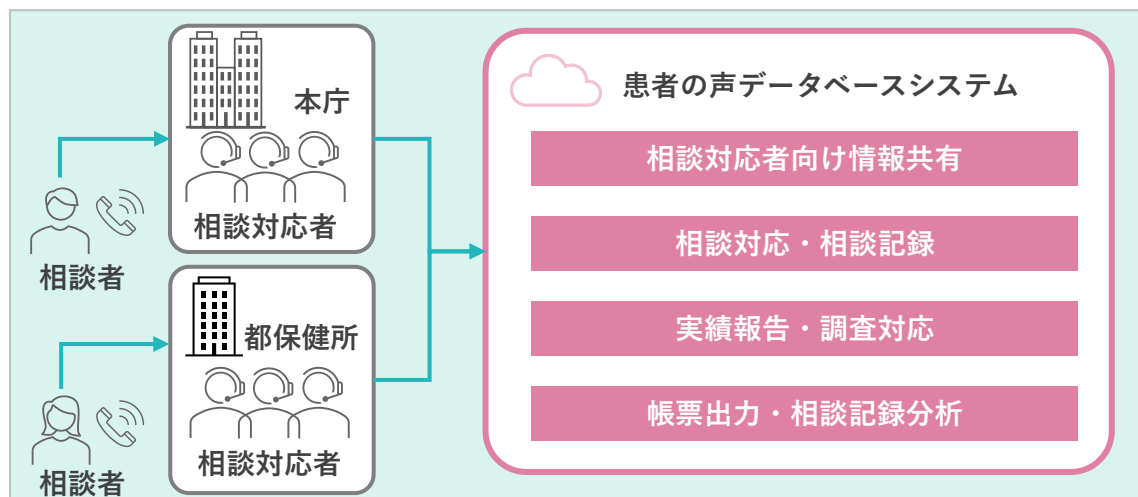 本庁
相談対応者
相談者
都保健所
相談対応者
相談者
患者の声データベースシステム
相談対応者向け情報共有
相談対応・相談記録
実績報告・調査対応
帳票出力・相談記録分析